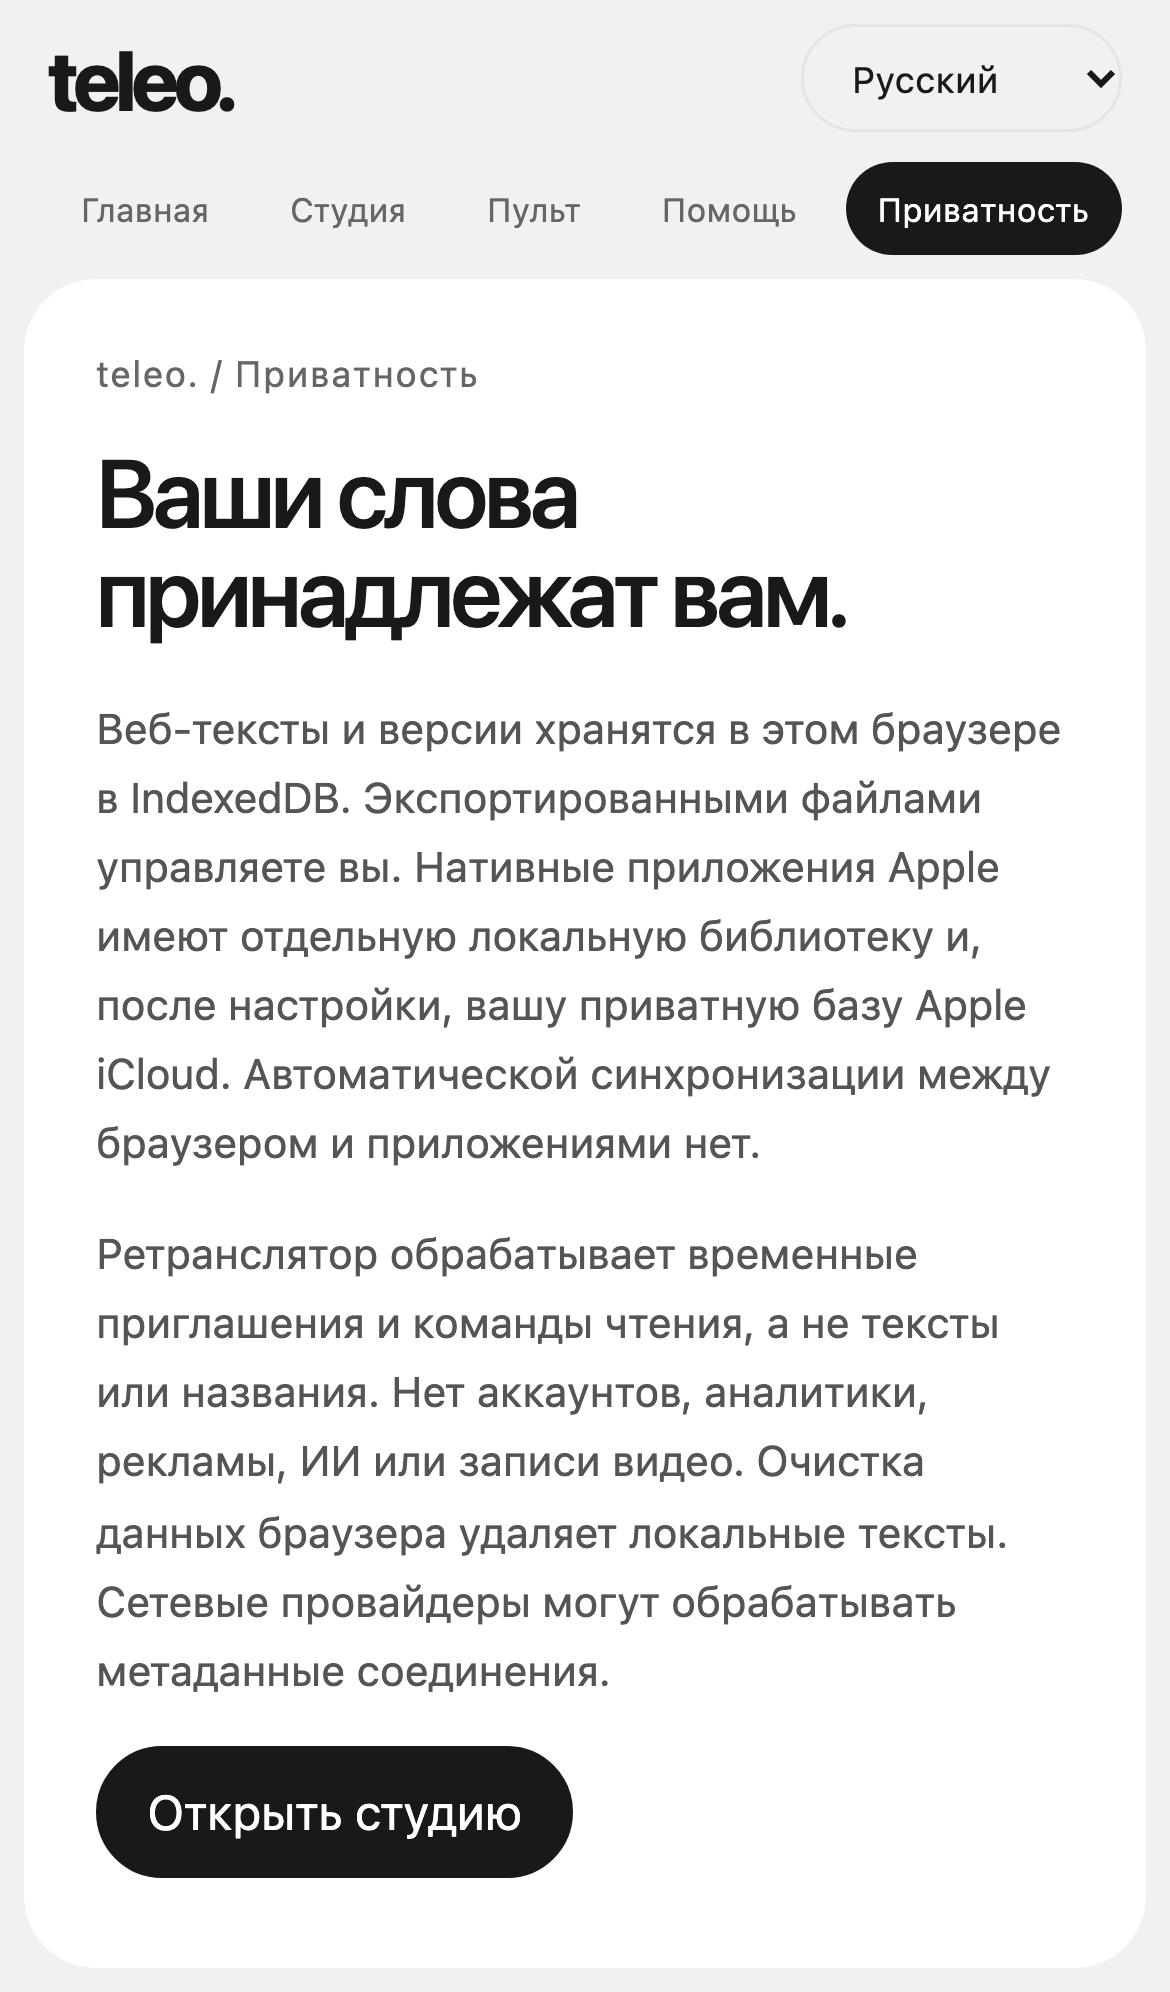 teleo.
Русский
Главная Студия Пульт Помощь Приватность
teleo. / Приватность
Ваши слова
принадлежат вам.
Веб-тексты и версии хранятся в этом браузере
в IndexedDB. Экспортированными файлами
управляете вы. Нативные приложения Apple
имеют отдельную локальную библиотеку и,
после настройки, вашу приватную базу Apple
iCloud. Автоматической синхронизации между
браузером и приложениями нет.
Ретранслятор обрабатывает временные
приглашения и команды чтения, а не тексты
или названия. Нет аккаунтов, аналитики,
рекламы, ИИ или записи видео. Очистка
данных браузера удаляет локальные тексты.
Сетевые провайдеры могут обрабатывать
метаданные соединения.
Открыть студию